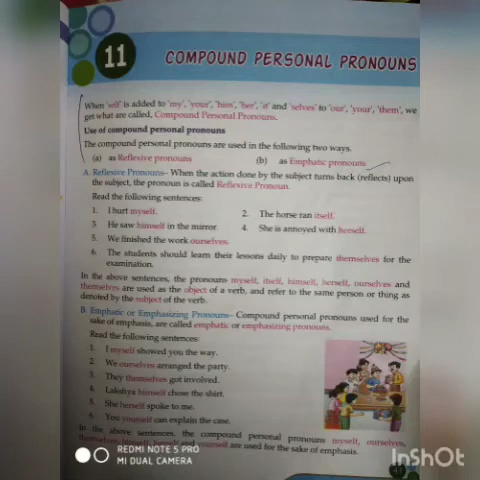 11
COMPOUND PERSONAL PRONOUNS
When 'self' is added to 'my', 'your', 'him', 'her', 'it' and 'selves' to 'our', 'your', 'them', we
get what are called, Compound Personal Pronouns.
Use of compound personal pronouns
The compound personal pronouns are used in the following two ways.
(a) as Reflexive pronouns (b) as Emphatic pronouns
A. Reflexive Pronouns– When the action done by the subject turns back (reflects) upon
the subject, the pronoun is called Reflexive Pronoun.
Read the following sentences:
1. I hurt myself. 2. The horse ran itself.
3. He saw himself in the mirror. 4. She is annoyed with herself.
5. We finished the work ourselves.
6. The students should learn their lessons daily to prepare themselves for the
examination.
In the above sentences, the pronouns myself, itself, himself, herself, ourselves and
themselves are used as the object of a verb, and refer to the same person or thing as
denoted by the subject of the verb.
B. Emphatic or Emphasizing Pronouns– Compound personal pronouns used for the
sake of emphasis, are called emphatic or emphasizing pronouns.
Read the following sentences:
1. I myself showed you the way.
2. We ourselves arranged the party.
3. They themselves got involved.
4. Lakshya himself chose the shirt.
5. She herself spoke to me.
6. You yourself can explain the case.
In the above sentences, the compound personal pronouns myself, ourselves,
themselves, himself, herself and yourself are used for the sake of emphasis.
REDMI NOTE 5 PRO
MI DUAL CAMERA
InShOt